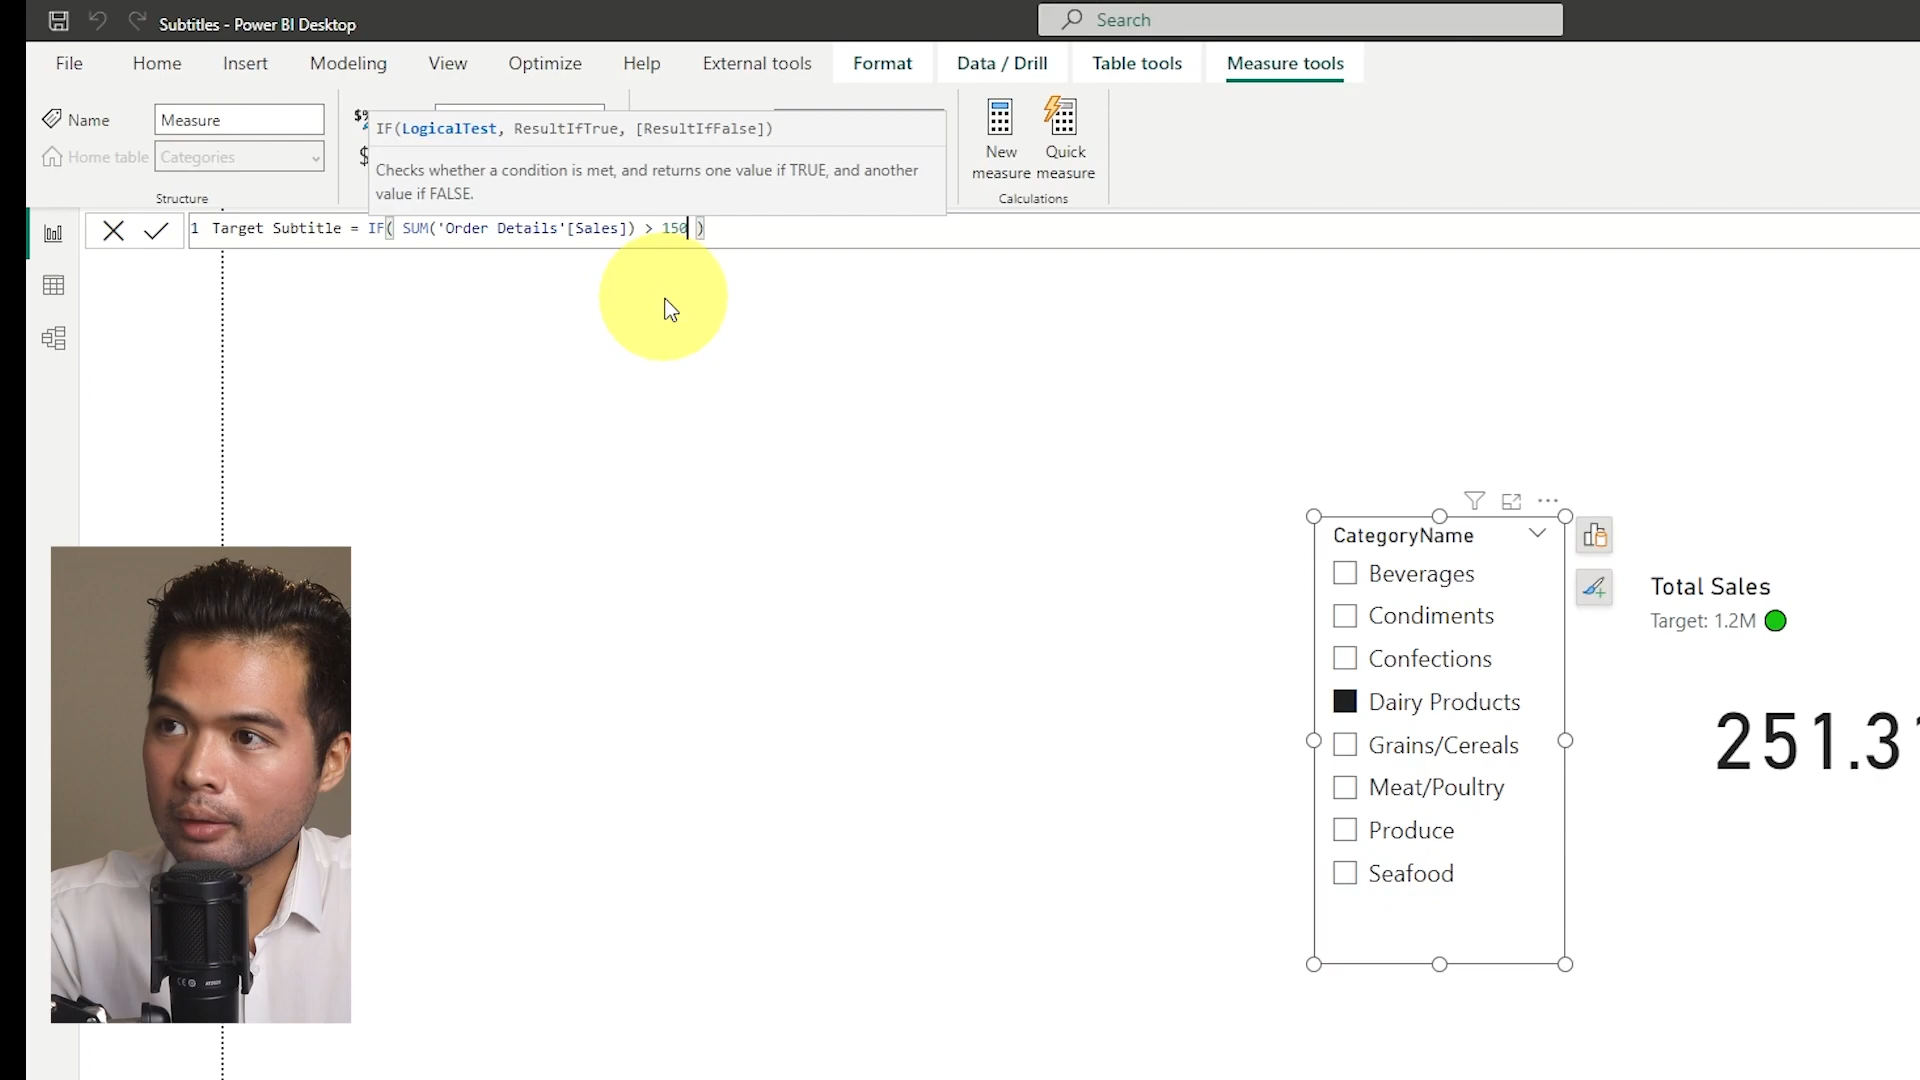 Subtitles - Power BI Desktop
Search
File Home Insert Modeling View Optimize Help External tools Format Data / Drill Table tools Measure tools
Name Measure
Home table Categories
Structure
IF(LogicalTest, ResultIfTrue, [ResultIfFalse])
Checks whether a condition is met, and returns one value if TRUE, and another
value if FALSE.
New
measure
Quick
measure
Calculations
1 Target Subtitle = IF( SUM('Order Details'[Sales]) > 150 )
CategoryName
Beverages
Condiments
Confections
Dairy Products
Grains/Cereals
Meat/Poultry
Produce
Seafood
Total Sales
Target: 1.2M
251.3